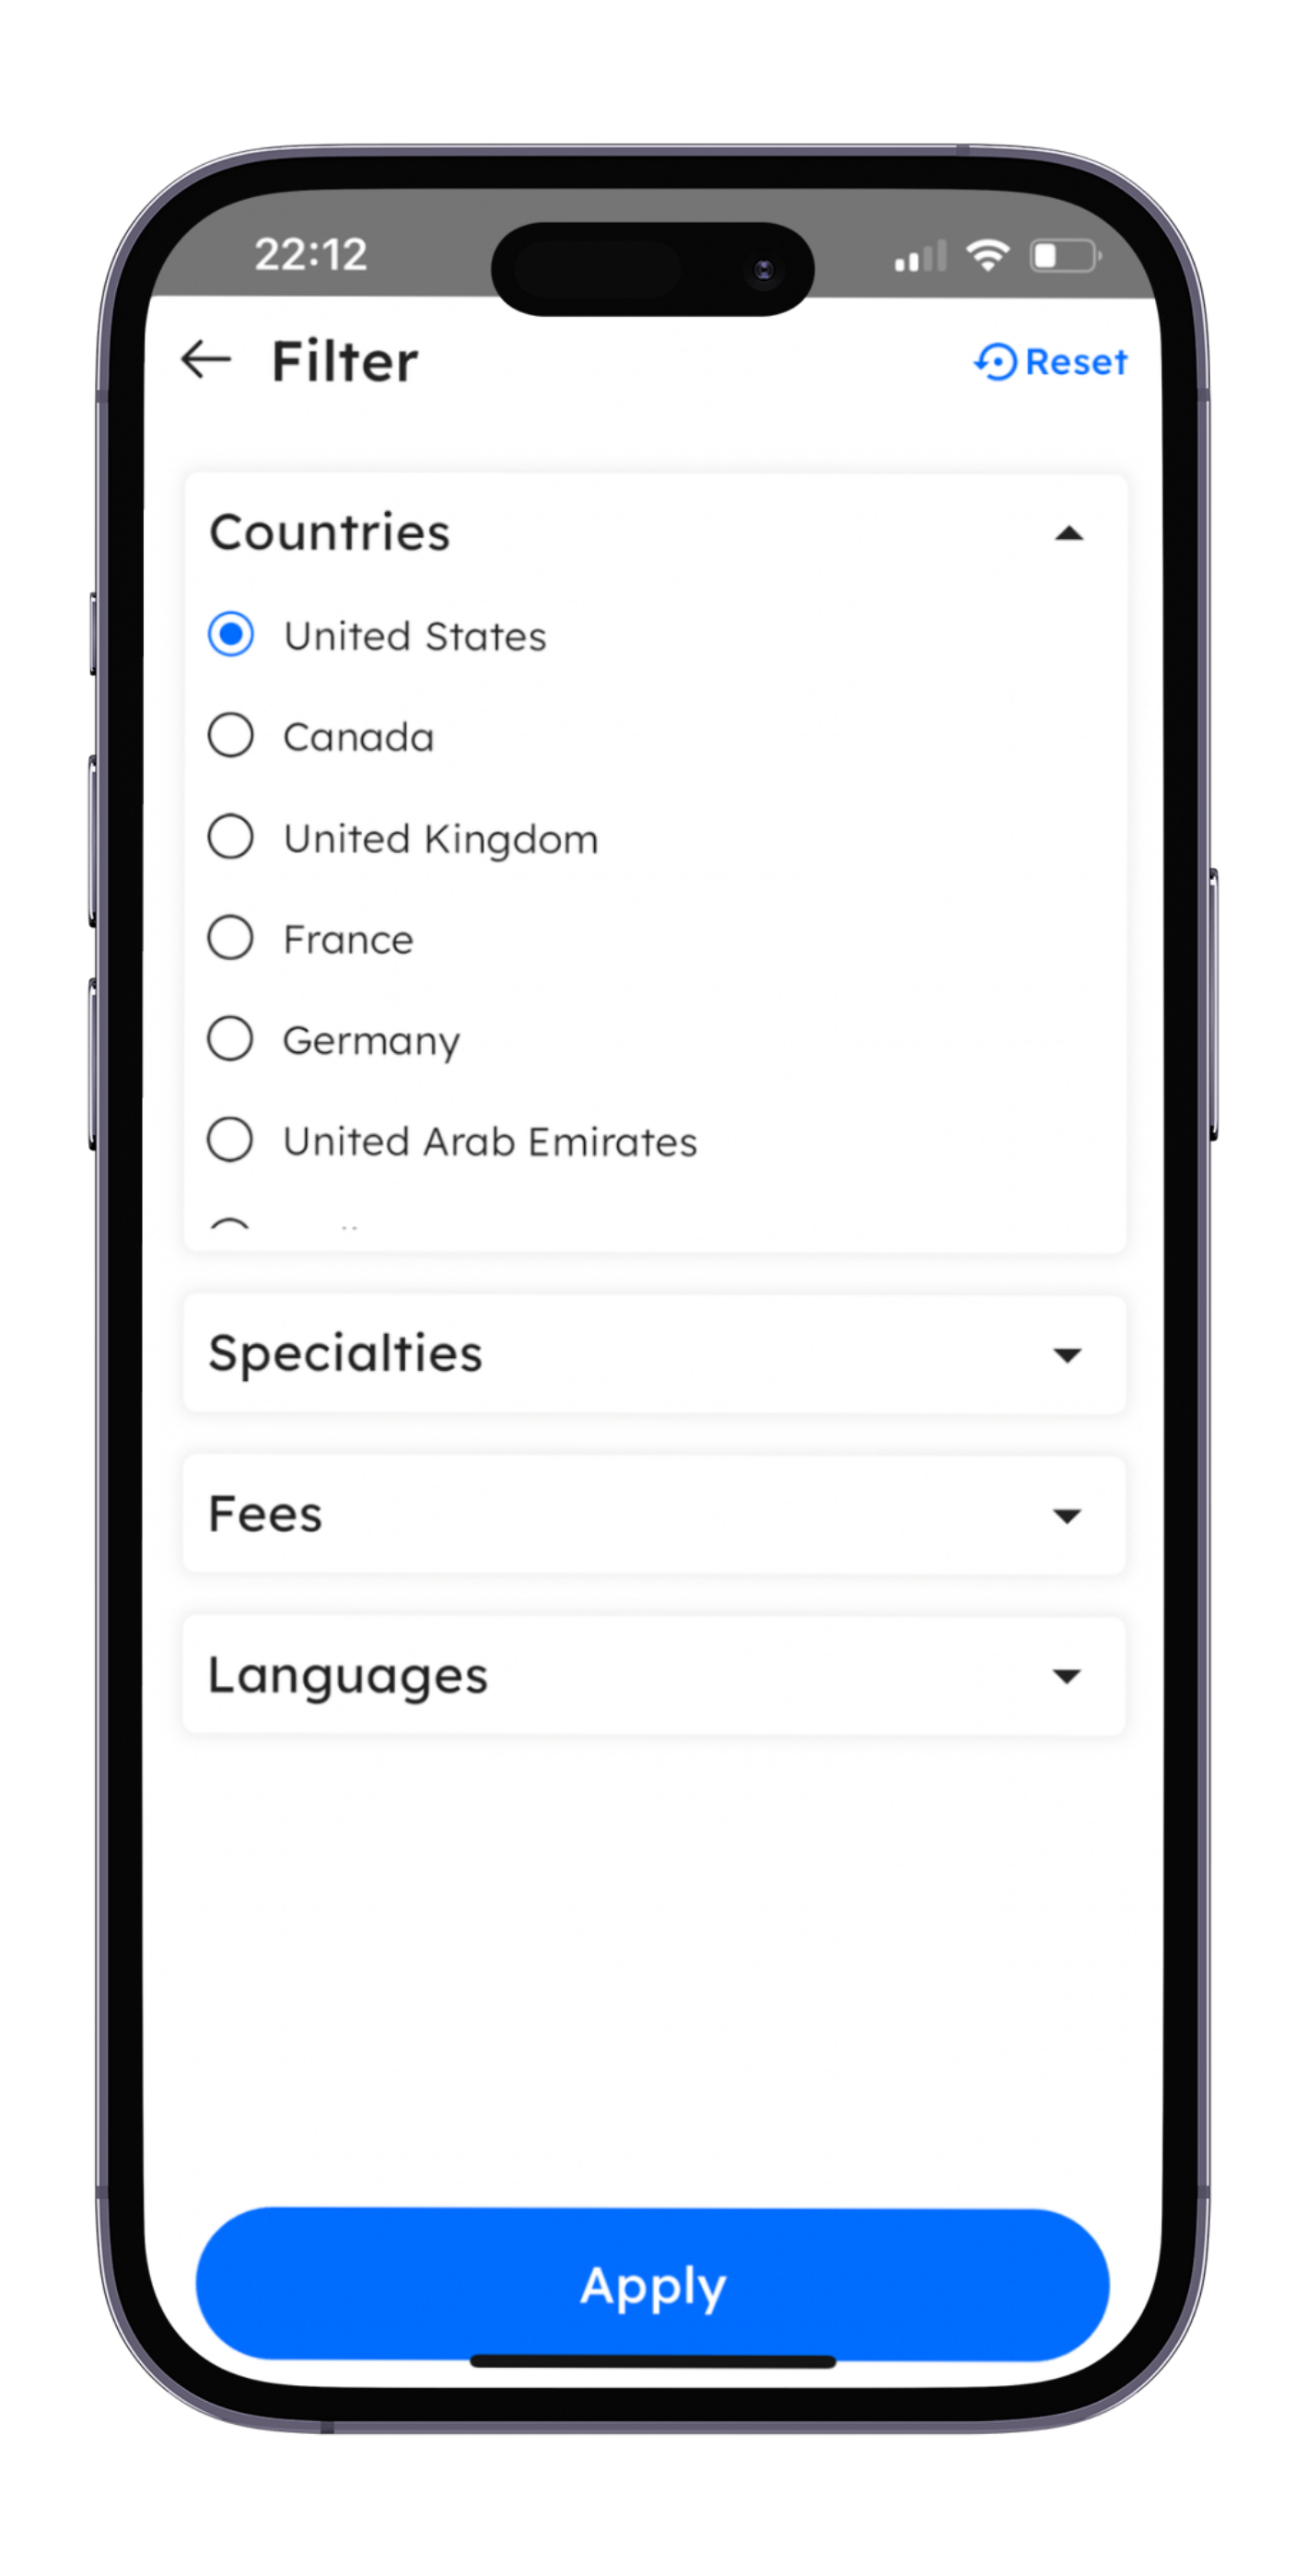 22:12
Filter
Reset
Countries
United States
Canada
United Kingdom
France
Germany
United Arab Emirates
Specialties
Fees
Languages
Apply